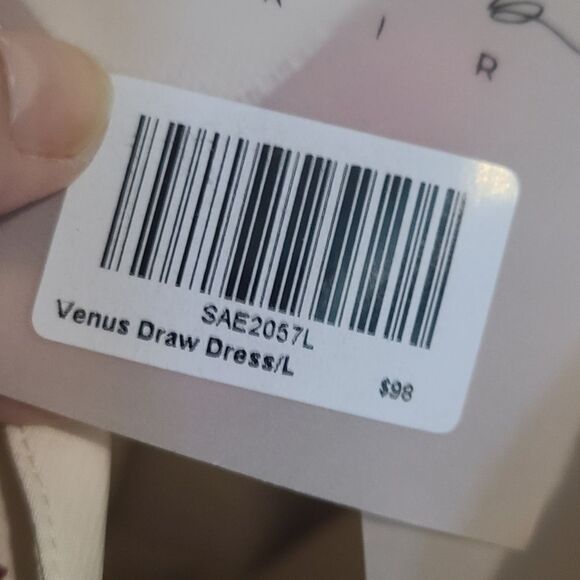 I R
SAE2057L
Venus Draw Dress/L
$98